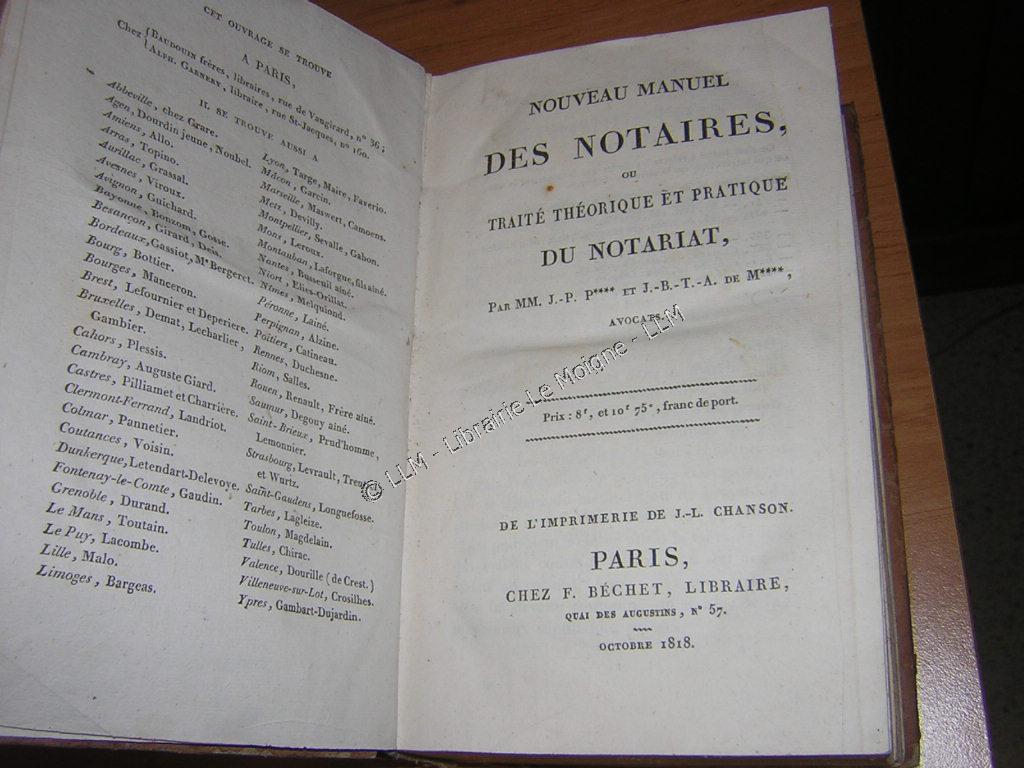 CET OUVRAGE SE TROUVE
A PARIS,
Chez { BAUDOUIN frères, libraires, rue de Vaugirard, n° 36 ;
ALPH. GARNERY, libraire, rue St-Jacques, n° 160.
IL SE TROUVE AUSSI A
Abbeville, chez Grare.
Agen, Dourdin jeune, Noubel.
Amiens, Allo.
Arras, Topino.
Aurillac, Grassal.
Avesnes, Viroux.
Avignon, Guichard.
Bayonne, Bonzom, Gosse.
Besançon, Girard, Deis.
Bordeaux, Gassiot, Me Bergeret.
Bourg, Bottier.
Bourges, Manceron.
Brest, Lefournier et Deperiere.
Bruxelles, Demat, Lecharlier,
Gambier.
Cahors, Plessis.
Cambray, Auguste Giard.
Castres, Pilliamet et Charrière.
Clermont-Ferrand, Landriot.
Colmar, Pannetier.
Coutances, Voisin.
Dunkerque, Letendart-Delevoye.
Fontenay-le-Comte, Gaudin.
Grenoble, Durand.
Le Mans, Toutain.
Le Puy, Lacombe.
Lille, Malo.
Limoges, Bargeas.
Lyon, Targe, Maire, Faverio.
Mâcon, Garcin.
Marseille, Maswert, Camoens.
Metz, Devilly.
Montpellier, Sevalle, Gabon.
Mons, Leroux.
Montauban, Laforgue, fils aîné.
Nantes, Busseuil aîné.
Niort, Elies-Orillat.
Nîmes, Melquiond.
Péronne, Lainé.
Perpignan, Alzine.
Poitiers, Catineau.
Rennes, Duchesne.
Riom, Salles.
Rouen, Renault, Frère aîné.
Saumur, Degouy aîné.
Saint-Brieux, Prud'homme,
Lemonnier.
Strasbourg, Levrault, Treuttel
et Wurtz.
Saint-Gaudens, Longuefosse.
Tarbes, Lagleize.
Toulon, Magdelain.
Tulles, Chirac.
Valence, Dourille (de Crest.)
Villeneuve-sur-Lot, Crosilhes.
Ypres, Gambart-Dujardin.
NOUVEAU MANUEL
DES NOTAIRES,
OU
TRAITÉ THÉORIQUE ET PRATIQUE
DU NOTARIAT,
PAR MM. J.-P. P**** ET J.-B.-T.-A. DE M****,
AVOCATS.
Prix : 8f, et 10f 75c, franc de port.
DE L'IMPRIMERIE DE J.-L. CHANSON.
PARIS,
CHEZ F. BÉCHET, LIBRAIRE,
QUAI DES AUGUSTINS, N° 57.
OCTOBRE 1818.
© LLM - Librairie Le Moigne - LLM